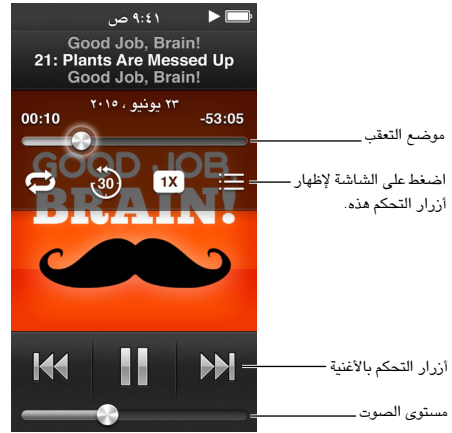 ٩:٤١ ص
Good Job, Brain!
21: Plants Are Messed Up
Good Job, Brain!
٢٣ يونيو ، ٢٠١٥
00:10
-53:05
موضع التعقب
GOOD JOB
30
1X
BRAIN!
اضغط على الشاشة لإظهار
أزرار التحكم هذه.
أزرار التحكم بالأغنية
مستوى الصوت